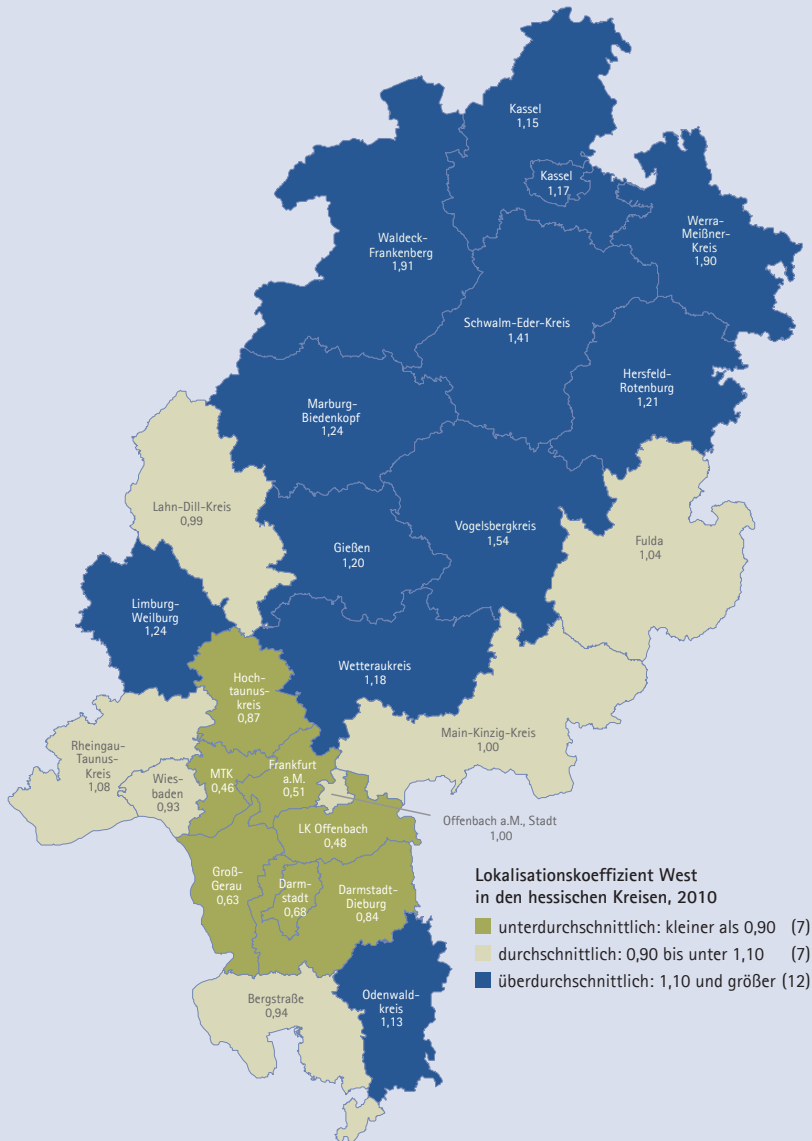 Kassel
1,15
Kassel
1,17
Werra-
Meißner-
Kreis
1,90
Waldeck-
Frankenberg
1,91
Schwalm-Eder-Kreis
1,41
Hersfeld-
Rotenburg
1,21
Marburg-
Biedenkopf
1,24
Lahn-Dill-Kreis
0,99
Vogelsbergkreis
1,54
Fulda
1,04
Gießen
1,20
Limburg-
Weilburg
1,24
Wetteraukreis
1,18
Hoch-
taunus-
kreis
0,87
Main-Kinzig-Kreis
1,00
Rheingau-
Taunus-
Kreis
1,08
Wies-
baden
0,93
MTK
0,46
Frankfurt
a.M.
0,51
Offenbach a.M., Stadt
1,00
LK Offenbach
0,48
Groß-
Gerau
0,63
Darm-
stadt
0,68
Darmstadt-
Dieburg
0,84
Bergstraße
0,94
Odenwald-
kreis
1,13
Lokalisationskoeffizient West
in den hessischen Kreisen, 2010
unterdurchschnittlich: kleiner als 0,90 (7)
durchschnittlich: 0,90 bis unter 1,10 (7)
überdurchschnittlich: 1,10 und größer (12)